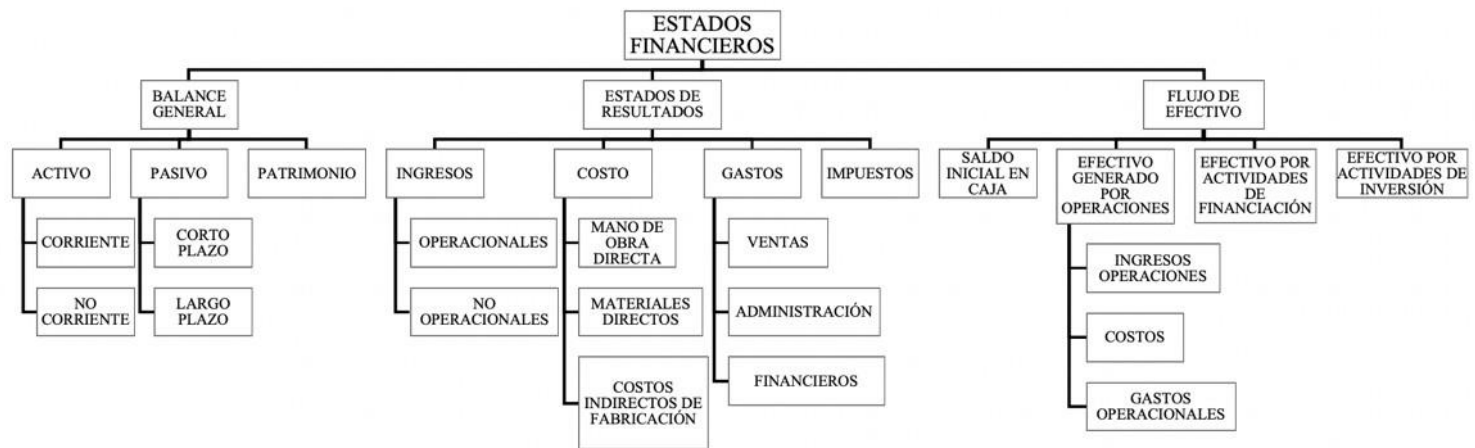 ESTADOS
FINANCIEROS
BALANCE
GENERAL
ESTADOS DE
RESULTADOS
FLUJO DE
EFECTIVO
ACTIVO
PASIVO
PATRIMONIO
INGRESOS
COSTO
GASTOS
IMPUESTOS
SALDO
INICIAL EN
CAJA
EFECTIVO
GENERADO
POR
OPERACIONES
EFECTIVO POR
ACTIVIDADES
DE
FINANCIACIÓN
EFECTIVO POR
ACTIVIDADES DE
INVERSIÓN
CORRIENTE
NO
CORRIENTE
CORTO
PLAZO
LARGO
PLAZO
OPERACIONALES
NO
OPERACIONALES
MANO DE
OBRA
DIRECTA
MATERIALES
DIRECTOS
COSTOS
INDIRECTOS DE
FABRICACIÓN
VENTAS
ADMINISTRACIÓN
FINANCIEROS
INGRESOS
OPERACIONES
COSTOS
GASTOS
OPERACIONALES